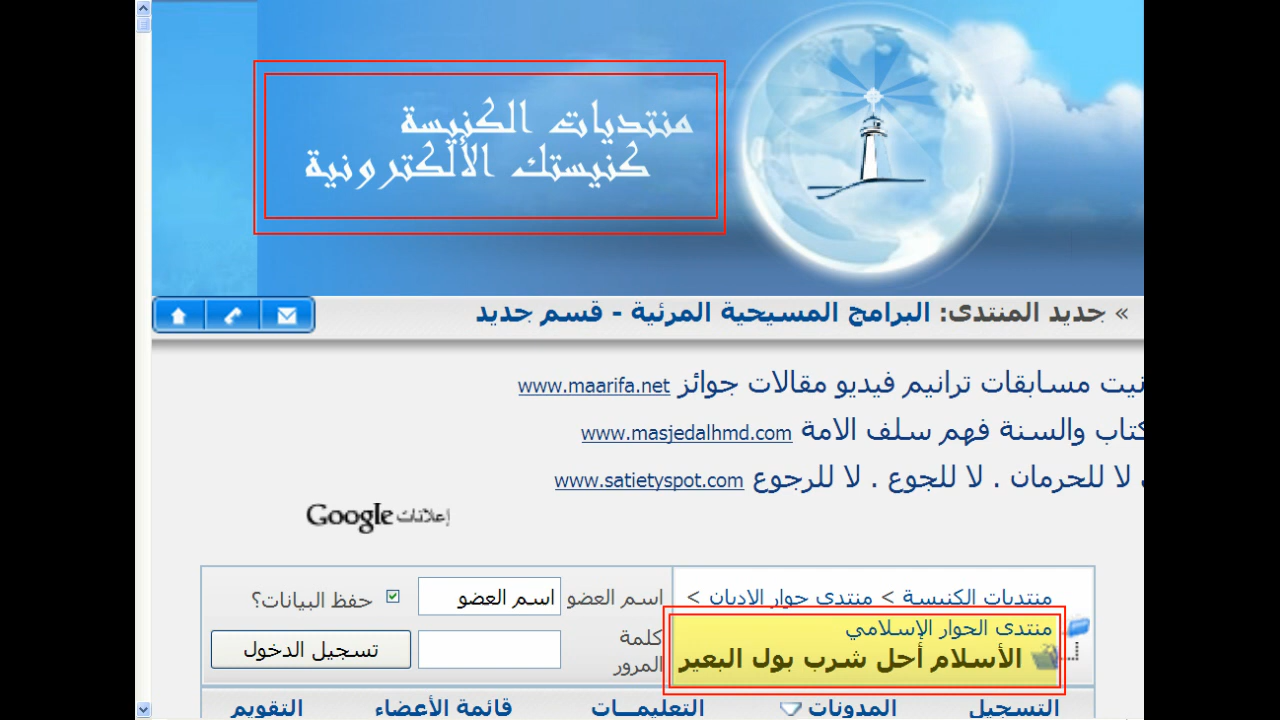 منتديات الكنيسة
كنيستك الألكترونية
» جديد المنتدى: البرامج المسيحية المرئية - قسم جديد
مسابقات ترانيم فيديو مقالات جوائز www.maarifa.net
والسنة فهم سلف الامة www.masjedalhmd.com
لا للحرمان . لا للجوع . لا للرجوع www.satietyspot.com
إعلانات Google
منتديات الكنيسة > منتدى حوار الاديان >
منتدى الحوار الإسلامي
الأسلام أحل شرب بول البعير
اسم العضو اسم العضو حفظ البيانات؟
كلمة المرور تسجيل الدخول
التسجيل المدونات التعليمـــات قائمة الأعضاء التقويم